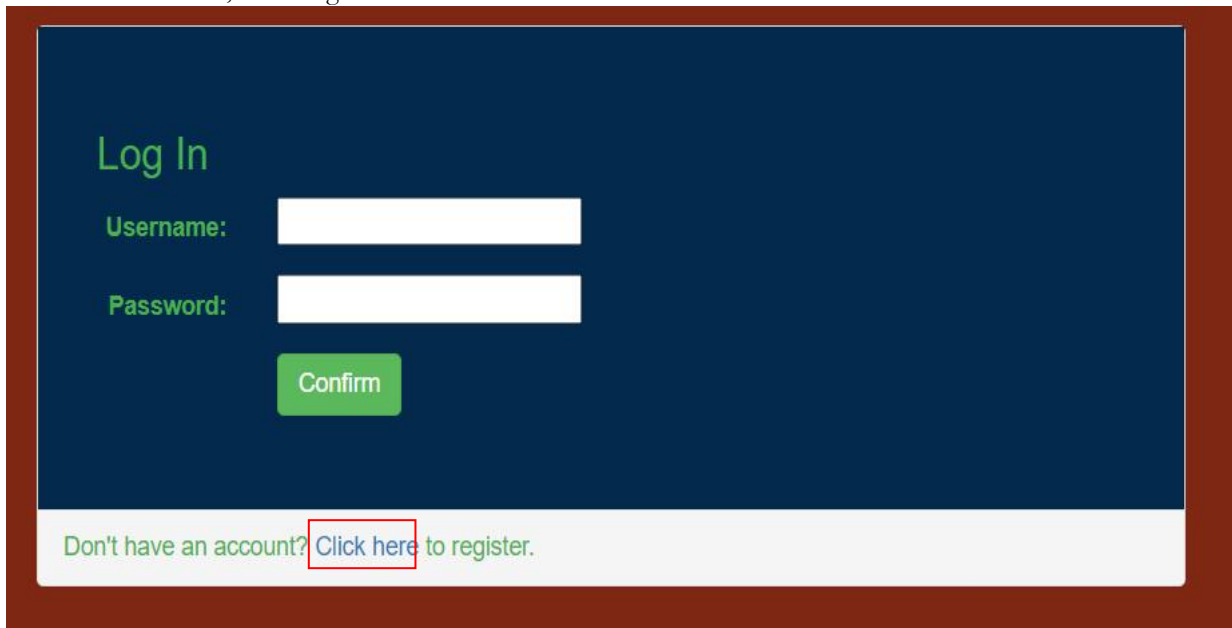 Log In
Username:
Password:
Confirm
Don't have an account? Click here to register.